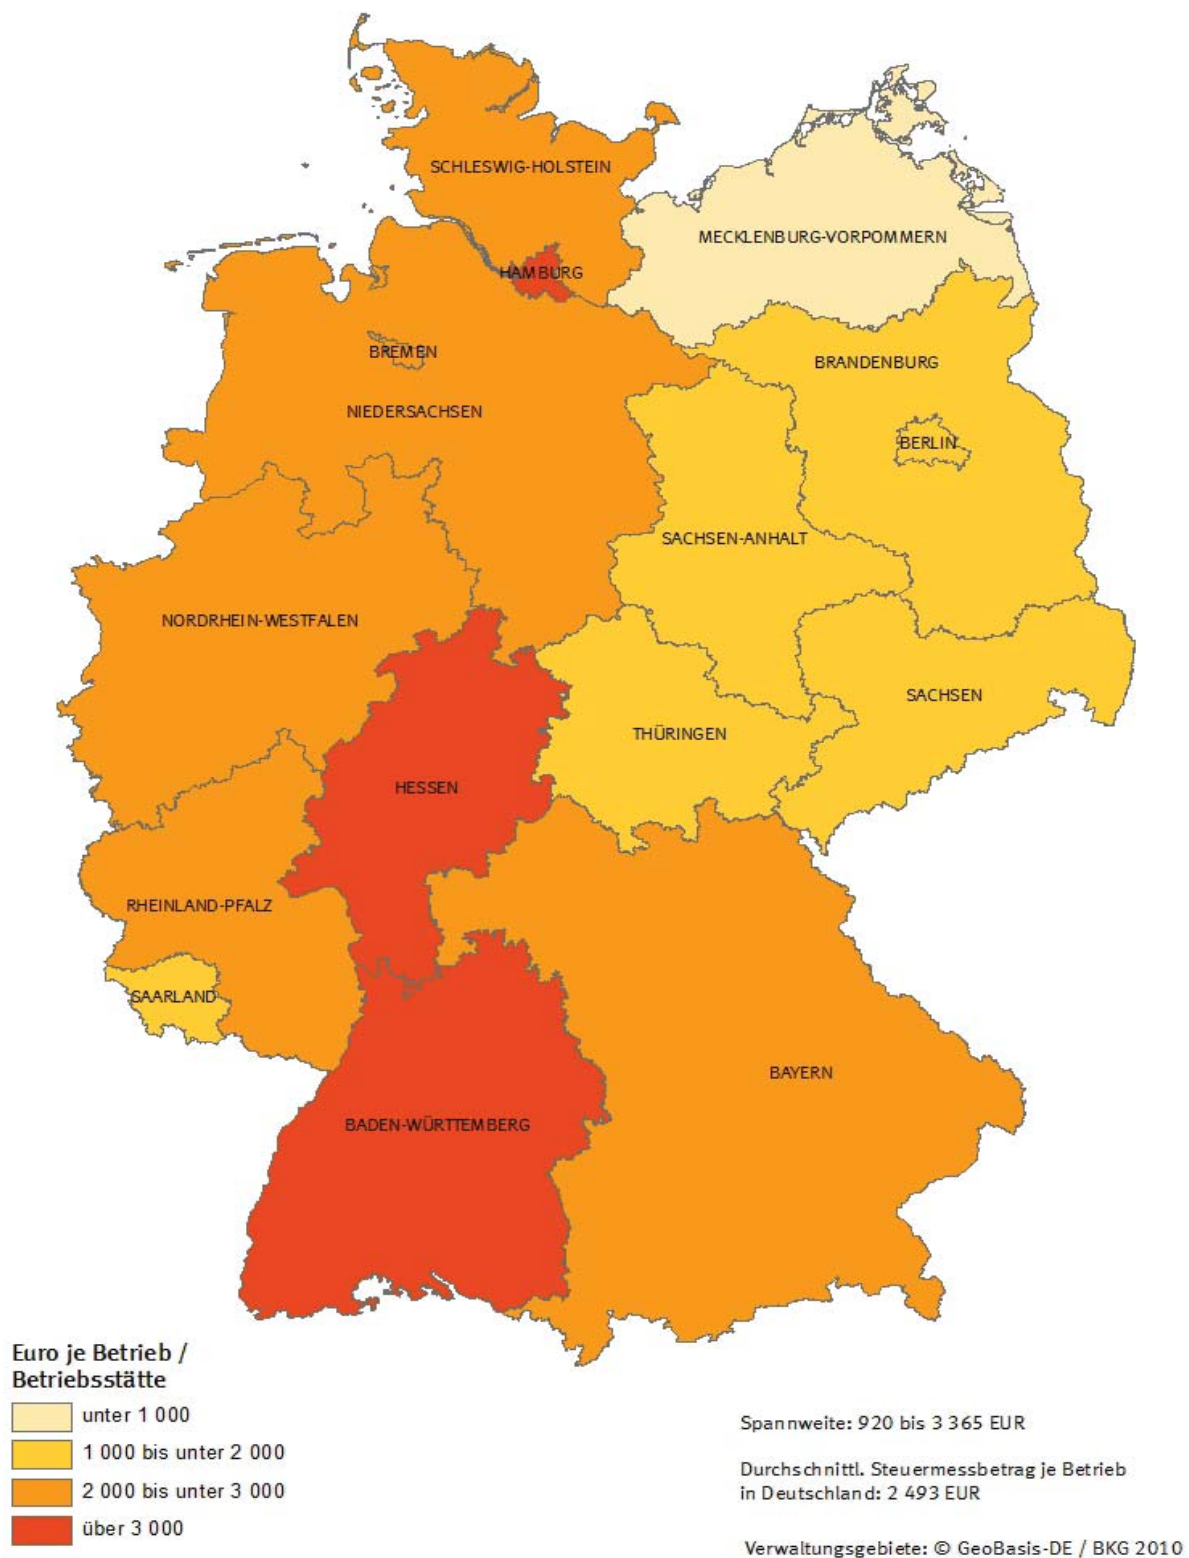 SCHLESWIG-HOLSTEIN
MECKLENBURG-VORPOMMERN
HAMBURG
BREMEN
BRANDENBURG
NIEDERSACHSEN
BERLIN
SACHSEN-ANHALT
NORDRHEIN-WESTFALEN
SACHSEN
THÜRINGEN
HESSEN
RHEINLAND-PFALZ
SAARLAND
BAYERN
BADEN-WÜRTTEMBERG
Euro je Betrieb /
Betriebsstätte
unter 1 000
1 000 bis unter 2 000
2 000 bis unter 3 000
über 3 000
Spannweite: 920 bis 3 365 EUR
Durchschnittl. Steuermessbetrag je Betrieb
in Deutschland: 2 493 EUR
Verwaltungsgebiete: © GeoBasis-DE / BKG 2010